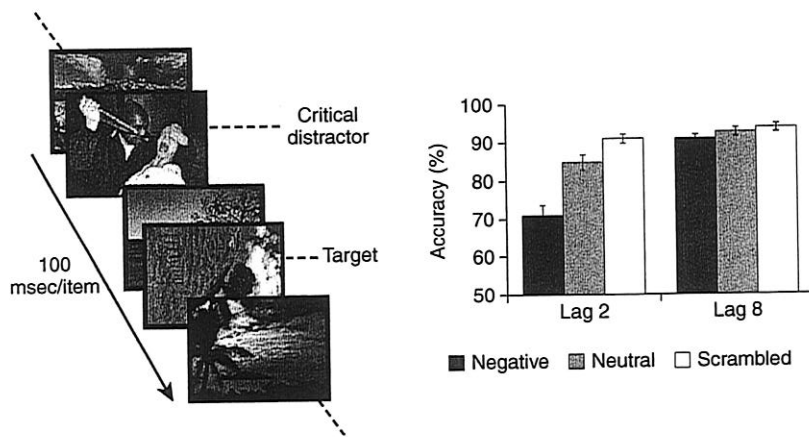 Critical
distractor
Target
100
msec/item
Accuracy (%)
100
90
80
70
60
50
Lag 2
Lag 8
Negative
Neutral
Scrambled